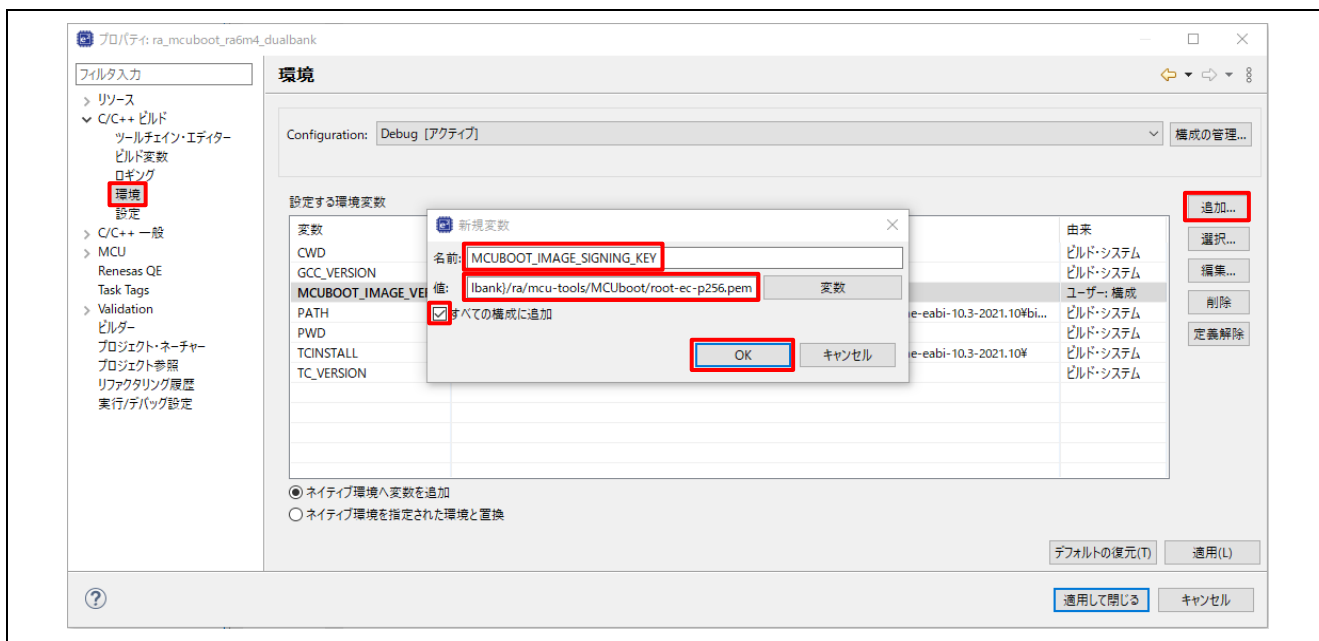 プロパティ: ra_mcuboot_ra6m4_dualbank
フィルタ入力
環境
リソース
C/C++ ビルド
ツールチェイン・エディター
ビルド変数
ロギング
環境
設定
C/C++ 一般
MCU
Renesas QE
Task Tags
Validation
ビルダー
プロジェクト・ネーチャー
プロジェクト参照
リファクタリング履歴
実行/デバッグ設定
Configuration: Debug [アクティブ]
構成の管理...
設定する環境変数
追加...
選択...
編集...
削除
定義解除
変数 由来
CWD ビルド・システム
GCC_VERSION ビルド・システム
MCUBOOT_IMAGE_VE ユーザー: 構成
PATH e-eabi-10.3-2021.10¥bi... ビルド・システム
PWD ビルド・システム
TCINSTALL e-eabi-10.3-2021.10¥ ビルド・システム
TC_VERSION ビルド・システム
新規変数
名前: MCUBOOT_IMAGE_SIGNING_KEY
値: lbank}/ra/mcu-tools/MCUboot/root-ec-p256.pem 変数
すべての構成に追加
OK キャンセル
ネイティブ環境へ変数を追加
ネイティブ環境を指定された環境と置換
デフォルトの復元(T) 適用(L)
適用して閉じる キャンセル